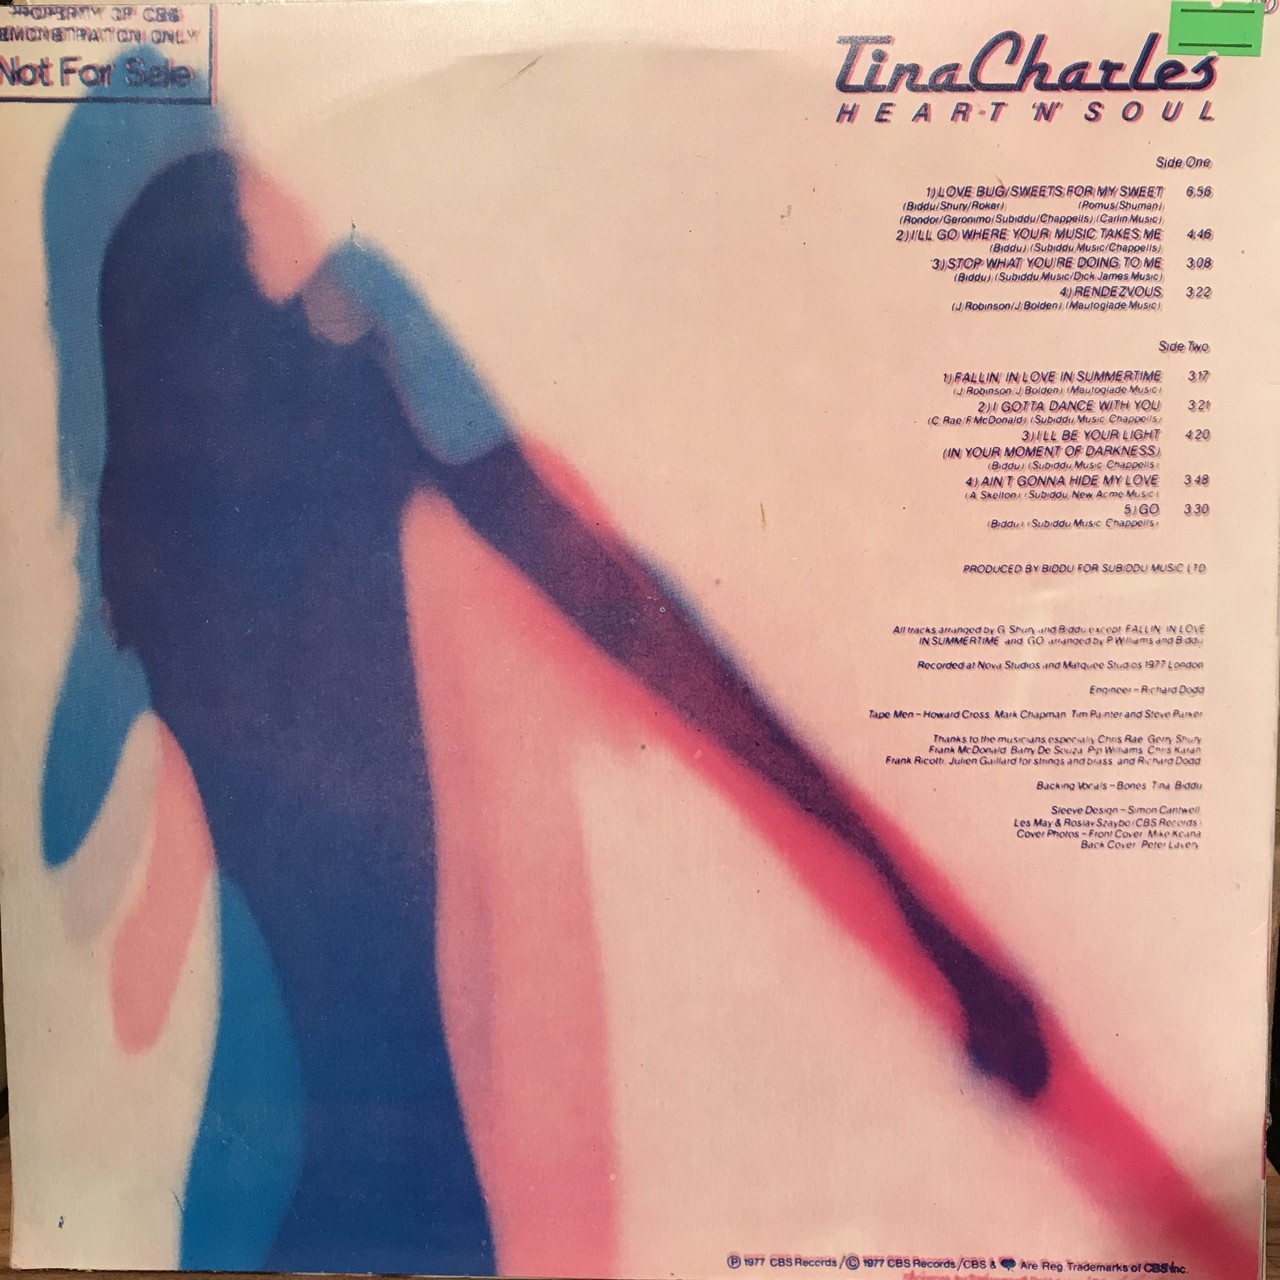 PROPERTY OF CBS
DEMONSTRATION ONLY
Not For Sale
Tina Charles
HEART 'N' SOUL
Side One
1) LOVE BUG/SWEETS FOR MY SWEET 6.56
(Biddu/Shury/Roker) (Pomus/Shuman)
(Rondor/Geronimo/Subiddu/Chappells) (Carlin Music)
2) I'LL GO WHERE YOUR MUSIC TAKES ME 4.46
(Biddu) (Subiddu Music/Chappells)
3) STOP WHAT YOU'RE DOING TO ME 3.08
(Biddu) (Subiddu Music/Dick James Music)
4) RENDEZVOUS 3.22
(J. Robinson/J. Bolden) (Mautoglade Music)
Side Two
1) FALLIN' IN LOVE IN SUMMERTIME 3.17
(J. Robinson/J. Bolden) (Mautoglade Music)
2) I GOTTA DANCE WITH YOU 3.21
(C. Rae/F. McDonald) (Subiddu Music/Chappells)
3) I'LL BE YOUR LIGHT 4.20
(IN YOUR MOMENT OF DARKNESS)
(Biddu) (Subiddu Music/Chappells)
4) AIN'T GONNA HIDE MY LOVE 3.48
(A. Skelton) (Subiddu/New Acme Music)
5) GO 3.30
(Biddu) (Subiddu Music/Chappells)
PRODUCED BY BIDDU FOR SUBIDDU MUSIC LTD
All tracks arranged by G. Shury and Biddu except FALLIN' IN LOVE
IN SUMMERTIME and GO arranged by P. Williams and Biddu
Recorded at Nova Studios and Marquee Studios 1977 London
Engineer – Richard Dodd
Tape Men – Howard Cross, Mark Chapman, Tim Painter and Steve Parker
Thanks to the musicians especially Chris Rae, Gerry Shury,
Frank McDonald, Barry De Souza, Pip Williams, Chris Karan,
Frank Ricotti, Julien Gaillard for strings and brass, and Richard Dodd
Backing Vocals – Bones, Tina, Biddu
Sleeve Design – Simon Cantwell
Les May & Roslav Szaybo (CBS Records)
Cover Photos – Front Cover: Mike Keana
Back Cover: Peter Lavery
℗ 1977 CBS Records/© 1977 CBS Records/CBS & Are Reg. Trademarks of CBS Inc.